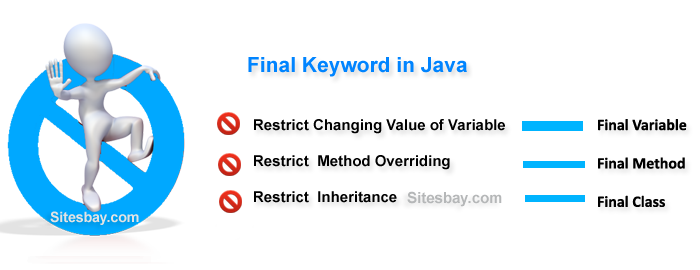 Final Keyword in Java
Restrict Changing Value of Variable Final Variable
Restrict Method Overriding Final Method
Restrict Inheritance Sitesbay.com Final Class
Sitesbay.com